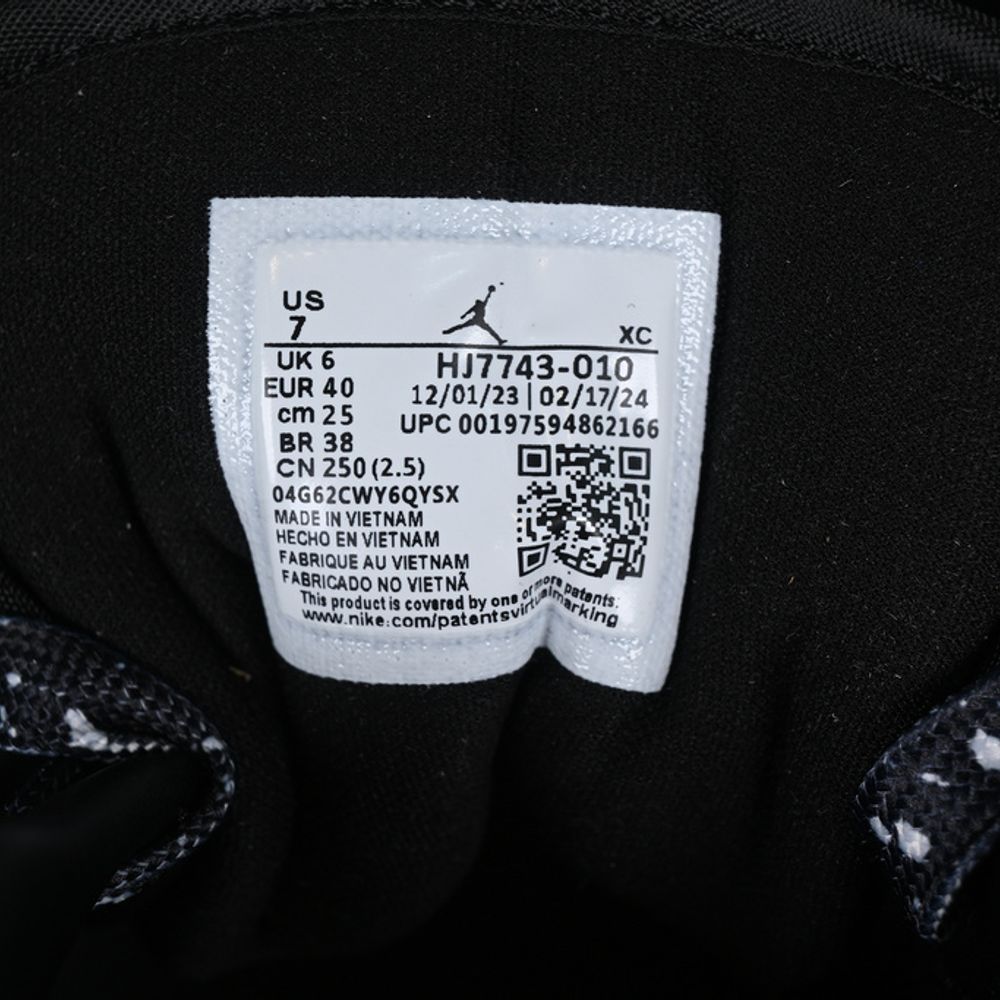 US
7
XC
UK 6
EUR 40
cm 25
BR 38
CN 250 (2.5)
HJ7743-010
12/01/23 | 02/17/24
UPC 00197594862166
04G62CWY6QYSX
MADE IN VIETNAM
HECHO EN VIETNAM
FABRIQUE AU VIETNAM
FABRICADO NO VIETNÃ
This product is covered by one or more patents:
www.nike.com/patentsvirtualmarking